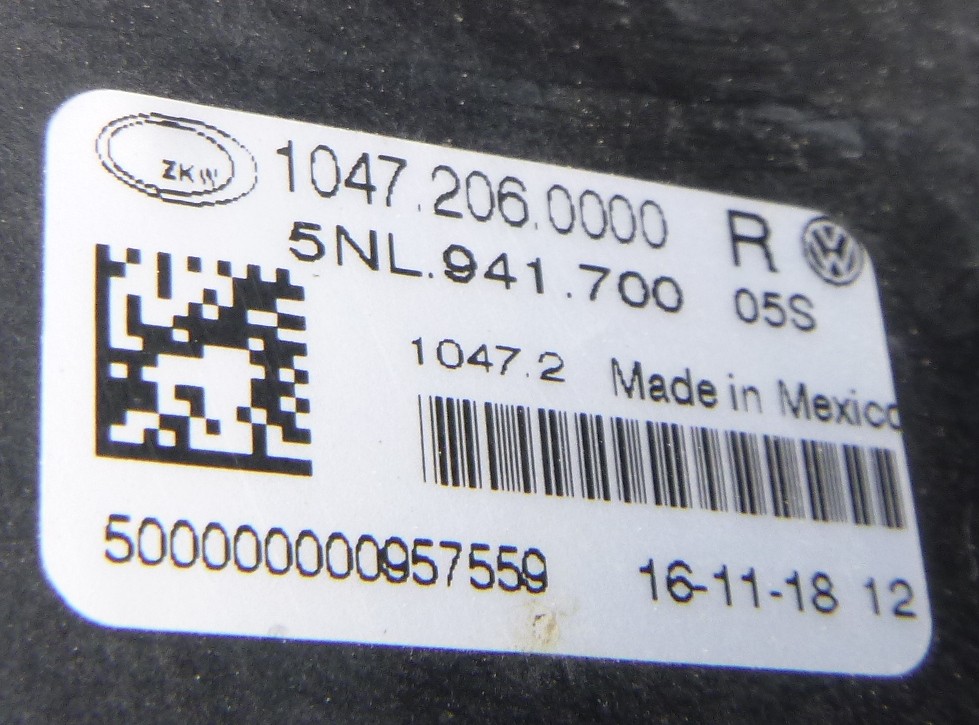 ZKW 1047.206.0000 R
5NL.941.700 05S
1047.2 Made in Mexico
500000000957559 16-11-18 12